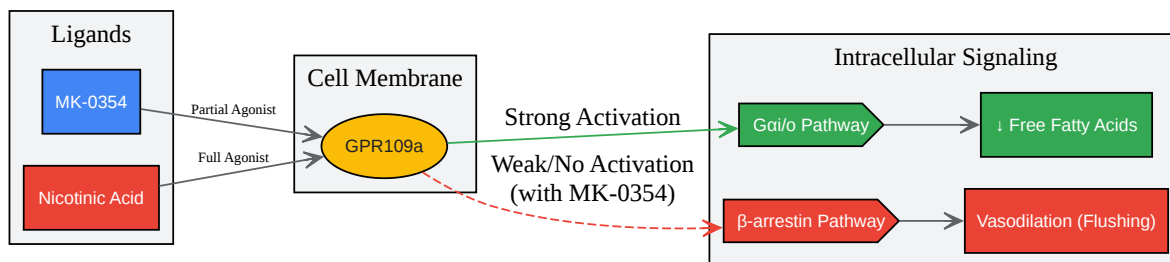 Ligands
MK-0354
Nicotinic Acid
Partial Agonist
Full Agonist
Cell Membrane
GPR109a
Strong Activation
Weak/No Activation
(with MK-0354)
Intracellular Signaling
Gαi/o Pathway
↓ Free Fatty Acids
β-arrestin Pathway
Vasodilation (Flushing)